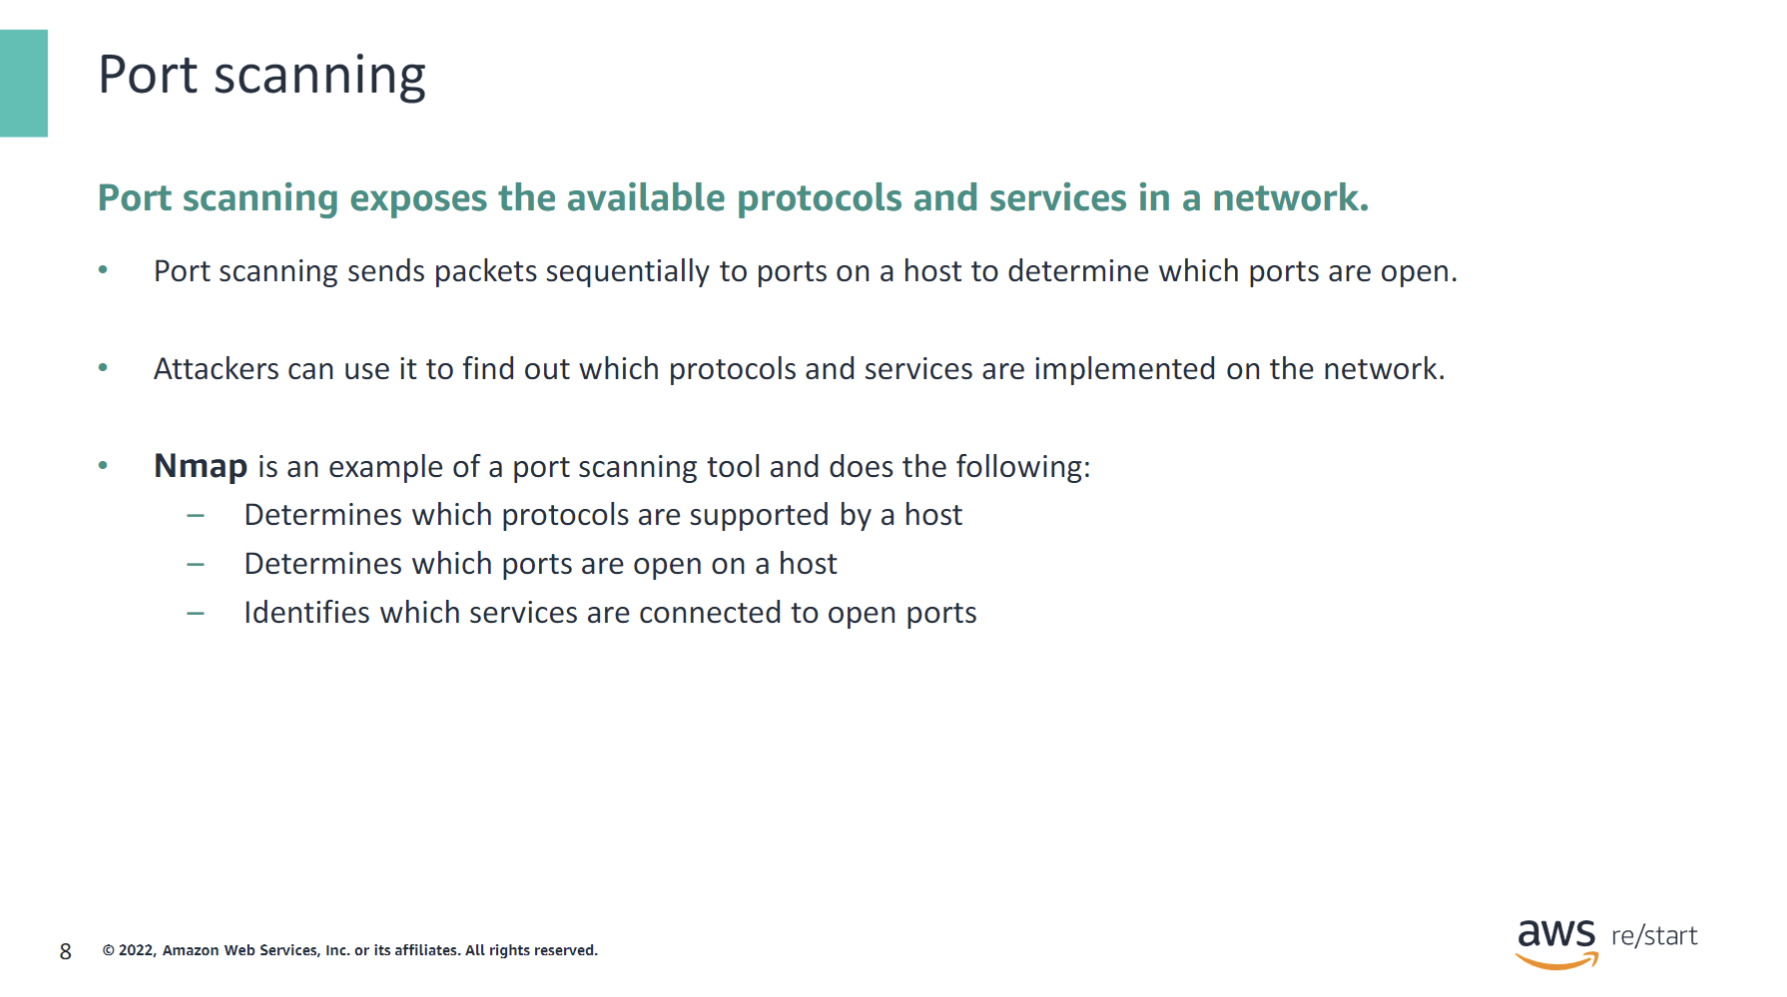 Port scanning
Port scanning exposes the available protocols and services in a network.
• Port scanning sends packets sequentially to ports on a host to determine which ports are open.
• Attackers can use it to find out which protocols and services are implemented on the network.
• Nmap is an example of a port scanning tool and does the following:
– Determines which protocols are supported by a host
– Determines which ports are open on a host
– Identifies which services are connected to open ports
8 © 2022, Amazon Web Services, Inc. or its affiliates. All rights reserved.
aws re/start